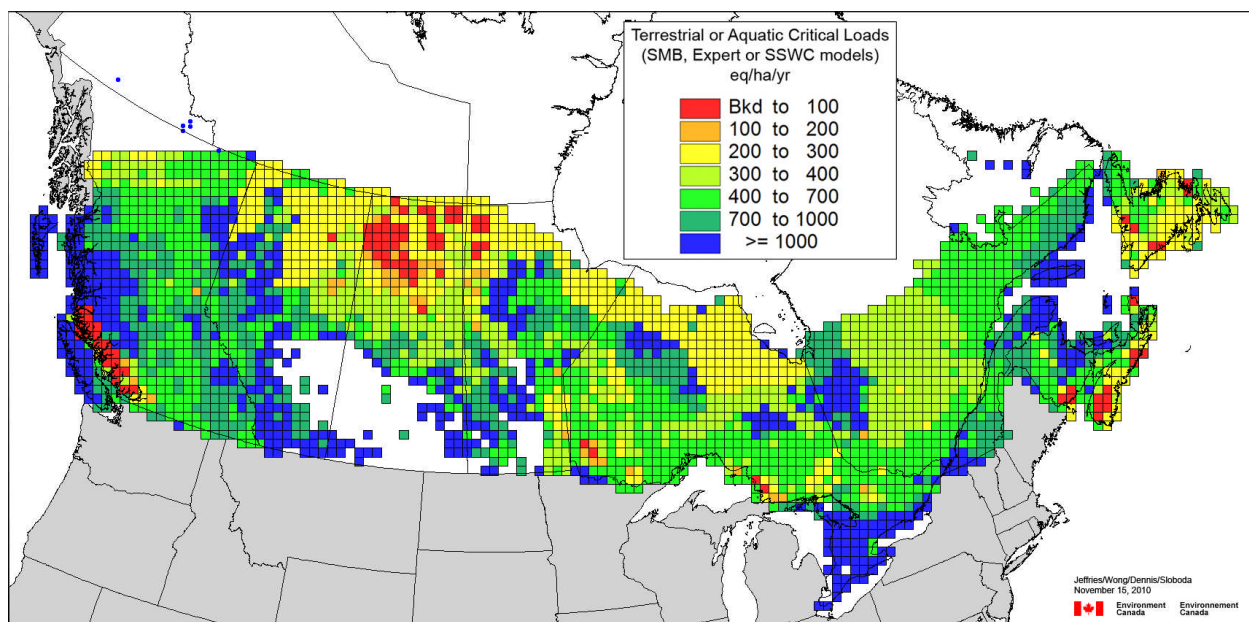 Terrestrial or Aquatic Critical Loads
(SMB, Expert or SSWC models)
eq/ha/yr
Bkd to 100
100 to 200
200 to 300
300 to 400
400 to 700
700 to 1000
>= 1000
Jeffries/Wong/Dennis/Sloboda
November 15, 2010
Environment Environnement
Canada Canada